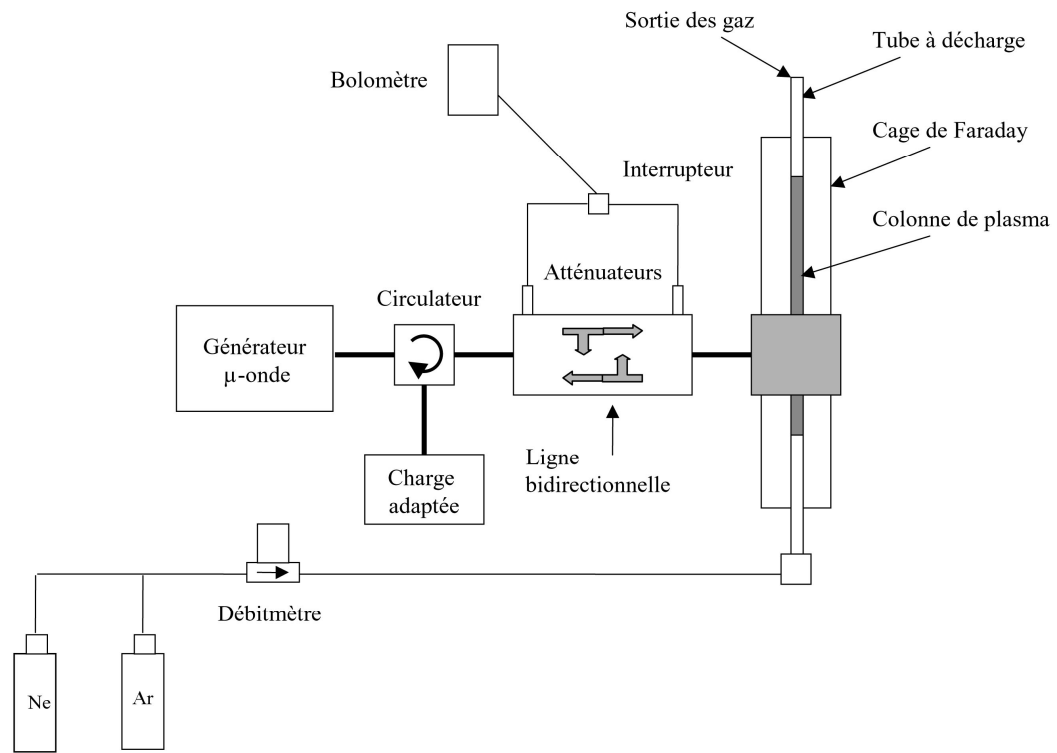 Sortie des gaz
Tube à décharge
Bolomètre
Cage de Faraday
Interrupteur
Colonne de plasma
Atténuateurs
Circulateur
Générateur
µ-onde
Ligne
bidirectionnelle
Charge
adaptée
Débitmètre
Ne
Ar